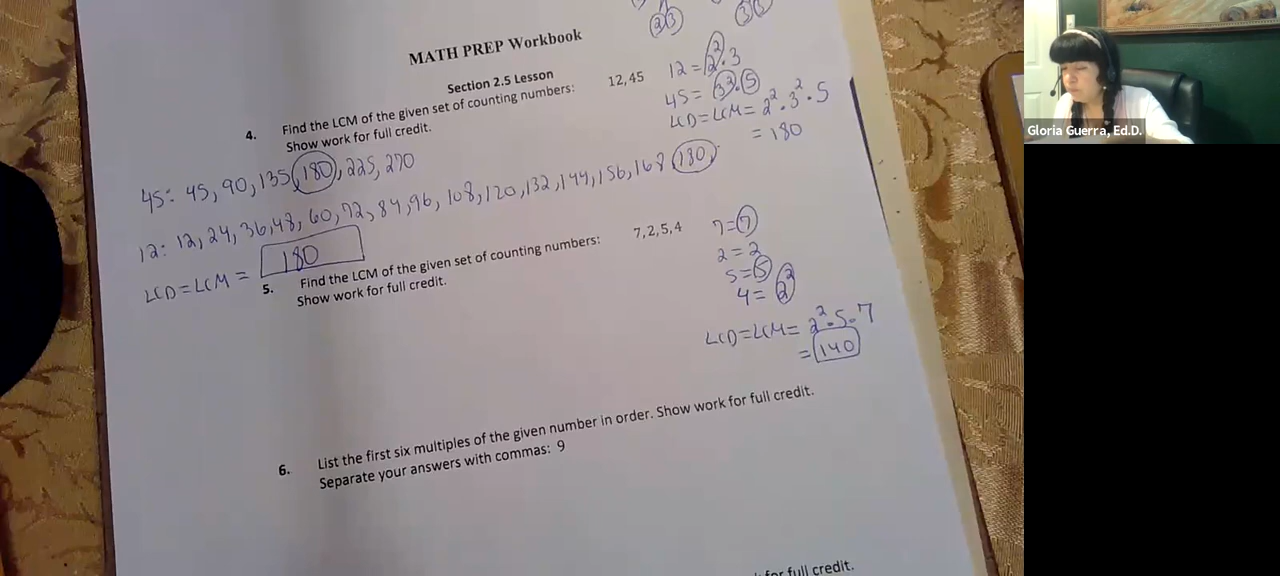 MATH PREP Workbook
Section 2.5 Lesson
4. Find the LCM of the given set of counting numbers: 12,45
Show work for full credit.
12 = 2².3
45 = 3².5
LCD=LCM= 2².3².5
= 180
45: 45, 90, 135, 180, 225, 270
12: 12, 24, 36, 48, 60, 72, 84, 96, 108, 120, 132, 144, 156, 168, 180,
LCD=LCM= 180
5. Find the LCM of the given set of counting numbers: 7,2,5,4
Show work for full credit.
7=7
2=2
5=5
4=2²
LCD=LCM= 2².5.7
= 140
6. List the first six multiples of the given number in order. Show work for full credit.
Separate your answers with commas: 9
for full credit.
Gloria Guerra, Ed.D.